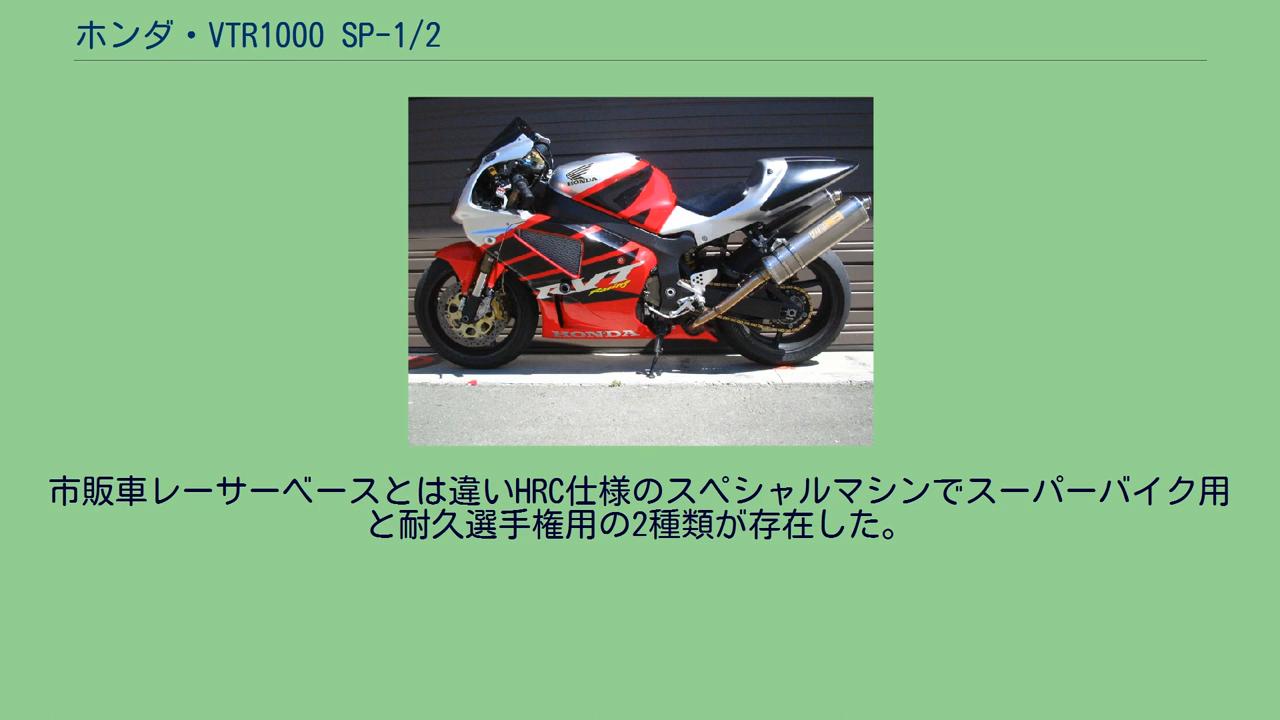 ホンダ・VTR1000 SP-1/2
HONDA
RVT
Racing
HONDA
市販車レーサーベースとは違いHRC仕様のスペシャルマシンでスーパーバイク用
と耐久選手権用の2種類が存在した。